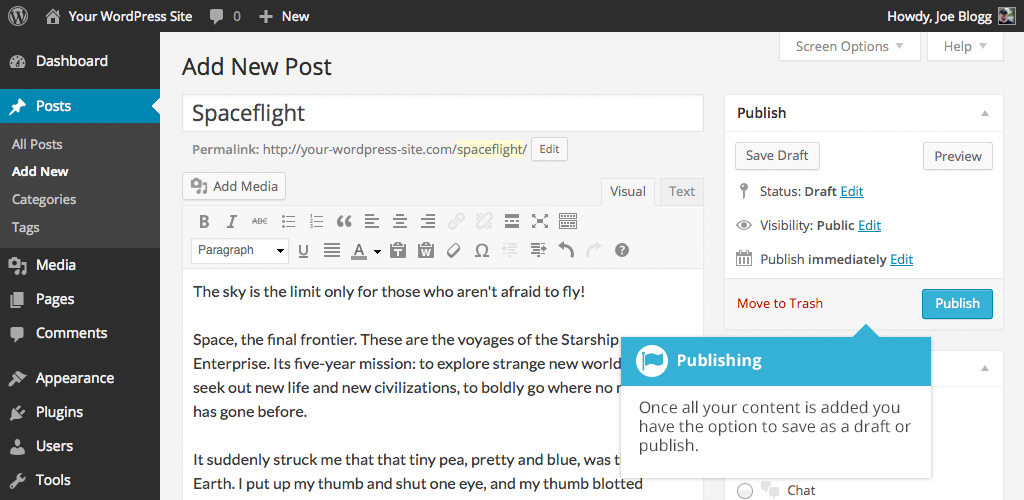 Your WordPress Site 0 + New Howdy, Joe Blogg
Screen Options Help
Dashboard
Posts
All Posts
Add New
Categories
Tags
Media
Pages
Comments
Appearance
Plugins
Users
Tools
Add New Post
Spaceflight
Permalink: http://your-wordpress-site.com/spaceflight/ Edit
Add Media Visual Text
B I ABC
Paragraph U A T W Ω ?
The sky is the limit only for those who aren't afraid to fly!
Space, the final frontier. These are the voyages of the Starship
Enterprise. Its five-year mission: to explore strange new world
seek out new life and new civilizations, to boldly go where no
has gone before.
It suddenly struck me that that tiny pea, pretty and blue, was
Earth. I put up my thumb and shut one eye, and my thumb blotted
Publish
Save Draft Preview
Status: Draft Edit
Visibility: Public Edit
Publish immediately Edit
Move to Trash Publish
Publishing
Once all your content is added you
have the option to save as a draft or
publish.
Chat